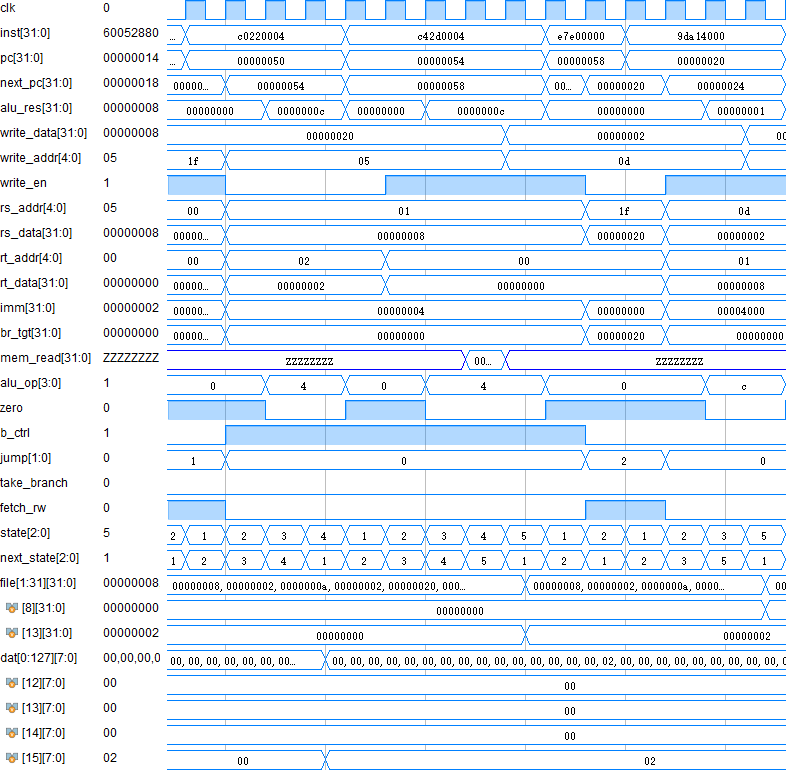 clk 0
inst[31:0] 60052880 ... c0220004 c42d0004 e7e00000 9da14000
pc[31:0] 00000014 ... 00000050 00000054 00000058 00000020
next_pc[31:0] 00000018 00000... 00000054 00000058 00... 00000020 00000024
alu_res[31:0] 00000008 00000000 0000000c 00000000 0000000c 00000000 00000001
write_data[31:0] 00000008 00000020 00000002 00
write_addr[4:0] 05 1f 05 0d
write_en 1
rs_addr[4:0] 05 00 01 1f 0d
rs_data[31:0] 00000008 00000... 00000008 00000020 00000002
rt_addr[4:0] 00 00 02 00 01
rt_data[31:0] 00000000 00000... 00000002 00000000 00000008
imm[31:0] 00000002 00000... 00000004 00000000 00004000
br_tgt[31:0] 00000000 00000... 00000000 00000020 00000000
mem_read[31:0] ZZZZZZZZ ZZZZZZZZ 00... ZZZZZZZZ
alu_op[3:0] 1 0 4 0 4 0 c
zero 0
b_ctrl 1
jump[1:0] 0 1 0 2 0
take_branch 0
fetch_rw 0
state[2:0] 5 2 1 2 3 4 1 2 3 4 5 1 2 1 2 3 5
next_state[2:0] 1 1 2 3 4 1 2 3 4 5 1 2 1 2 3 5 1
file[1:31][31:0] 00000008 00000008, 00000002, 0000000a, 00000002, 00000020, 000... 00000008, 00000002, 0000000a, 0000... 00
[8][31:0] 00000000 00000000
[13][31:0] 00000002 00000000 00000002
dat[0:127][7:0] 00,00,00,0 00, 00, 00, 00, 00, 00, 00... 00, 00, 00, 00, 00, 00, 00, 00, 00, 00, 00, 00, 00, 00, 00, 02, 00, 00, 00, 00, 00, 00, 00, 00, 0
[12][7:0] 00 00
[13][7:0] 00 00
[14][7:0] 00 00
[15][7:0] 02 00 02